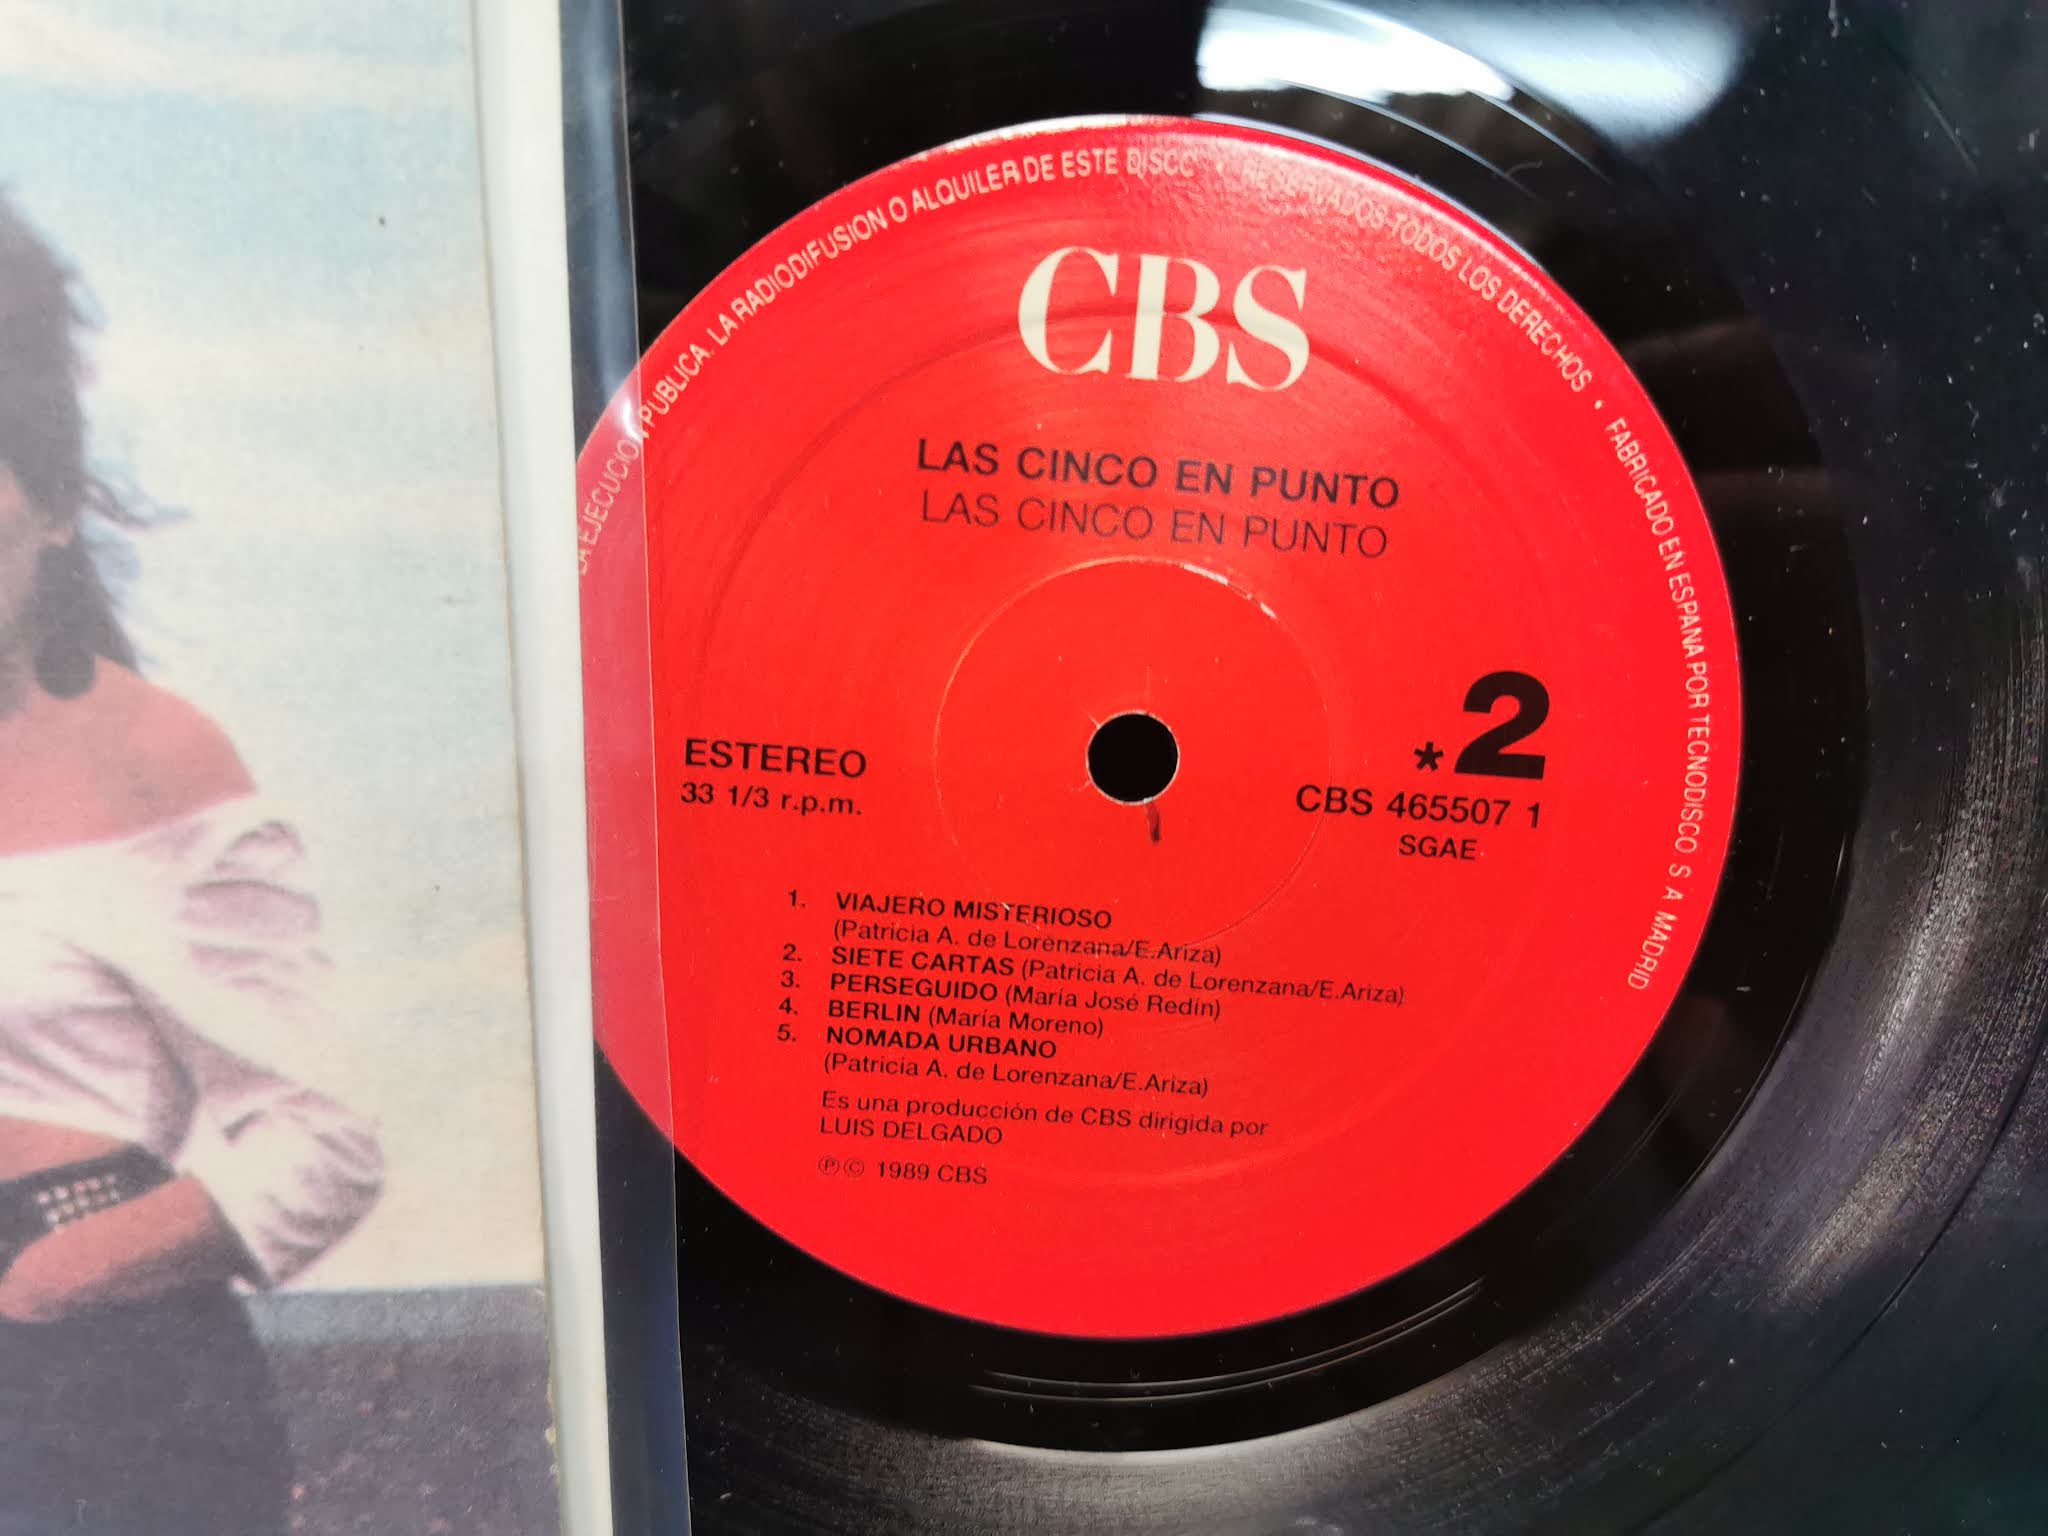 LA EJECUCION PUBLICA. LA RADIODIFUSION O ALQUILER DE ESTE DISCO • RESERVADOS-TODOS LOS DERECHOS • FABRICADO EN ESPANA POR TECNODISCO. S. A. MADRID
CBS
LAS CINCO EN PUNTO
LAS CINCO EN PUNTO
*2
ESTEREO
33 1/3 r.p.m.
CBS 465507 1
SGAE
1. VIAJERO MISTERIOSO
(Patricia A. de Lorenzana/E.Ariza)
2. SIETE CARTAS (Patricia A. de Lorenzana/E.Ariza)
3. PERSEGUIDO (María José Redín)
4. BERLIN (María Moreno)
5. NOMADA URBANO
(Patricia A. de Lorenzana/E.Ariza)
Es una producción de CBS dirigida por
LUIS DELGADO
Ⓟ© 1989 CBS